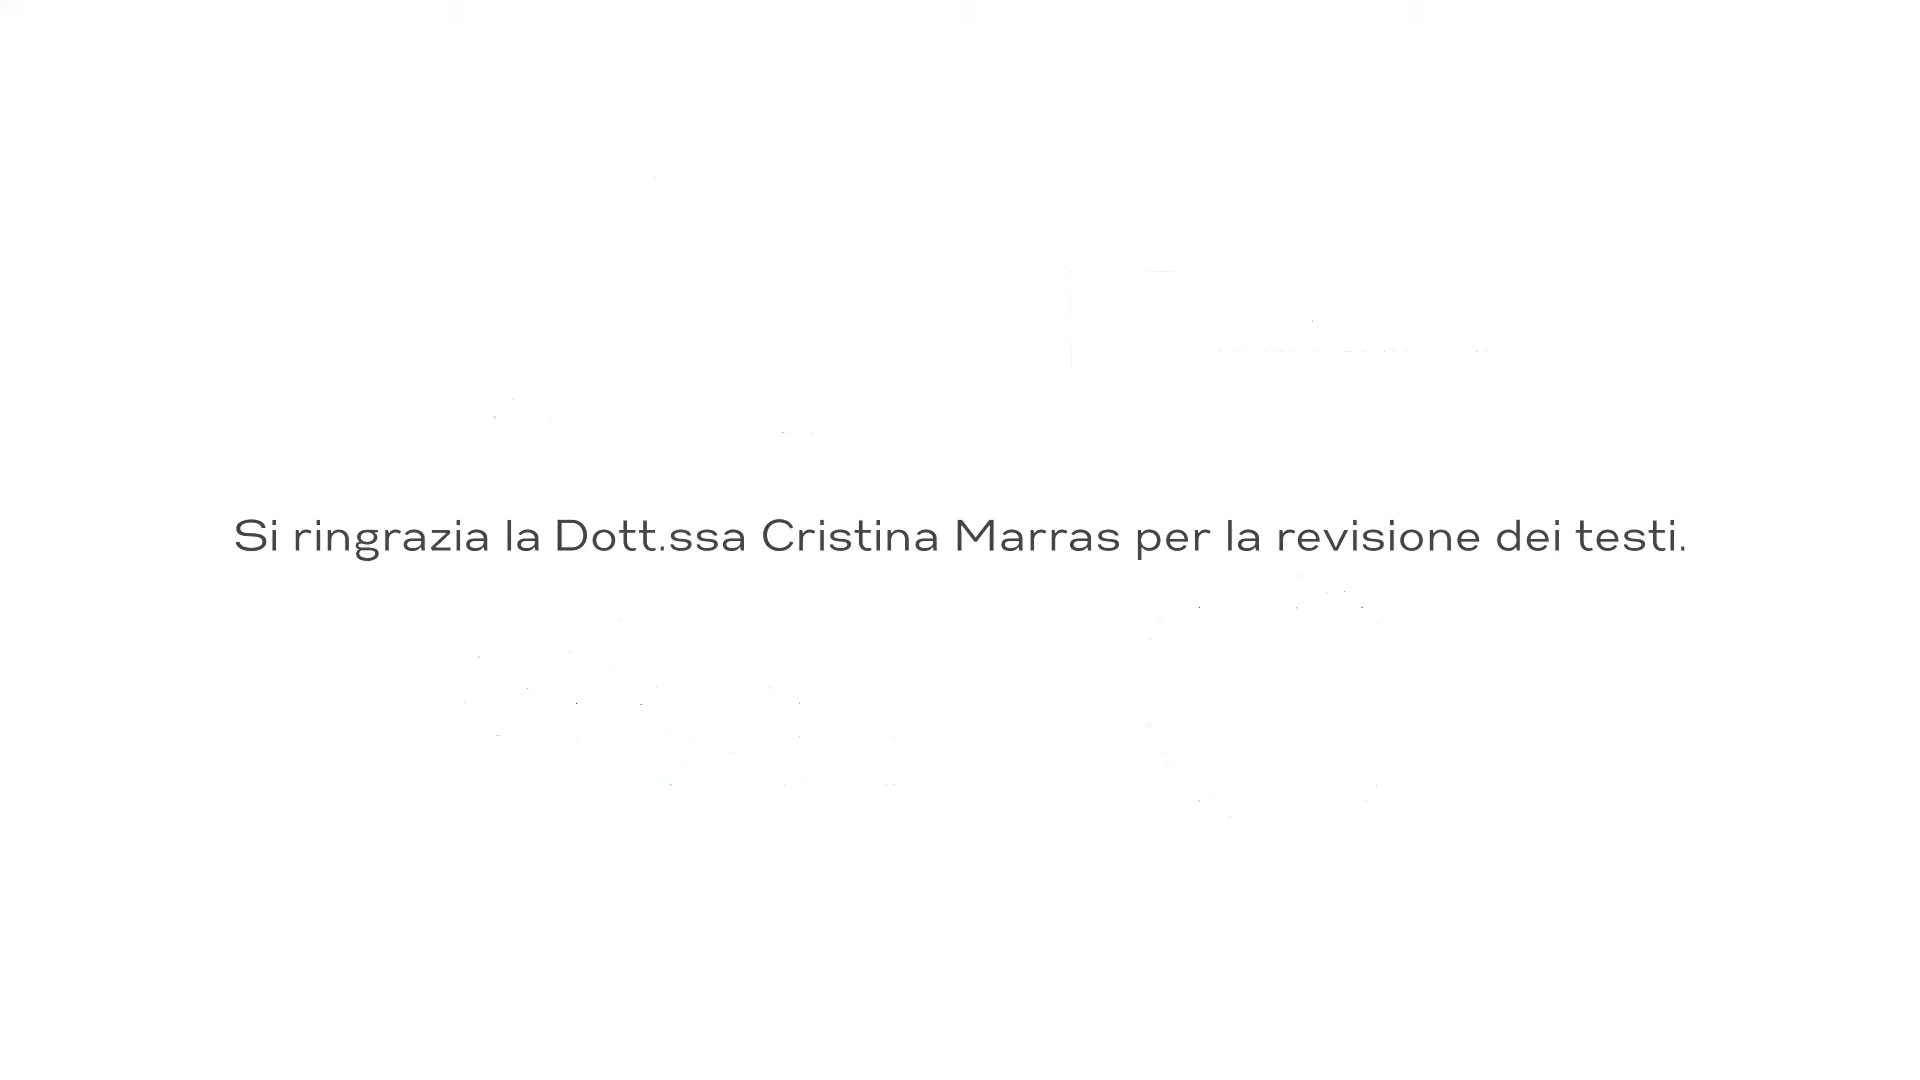 Si ringrazia la Dott.ssa Cristina Marras per la revisione dei testi.